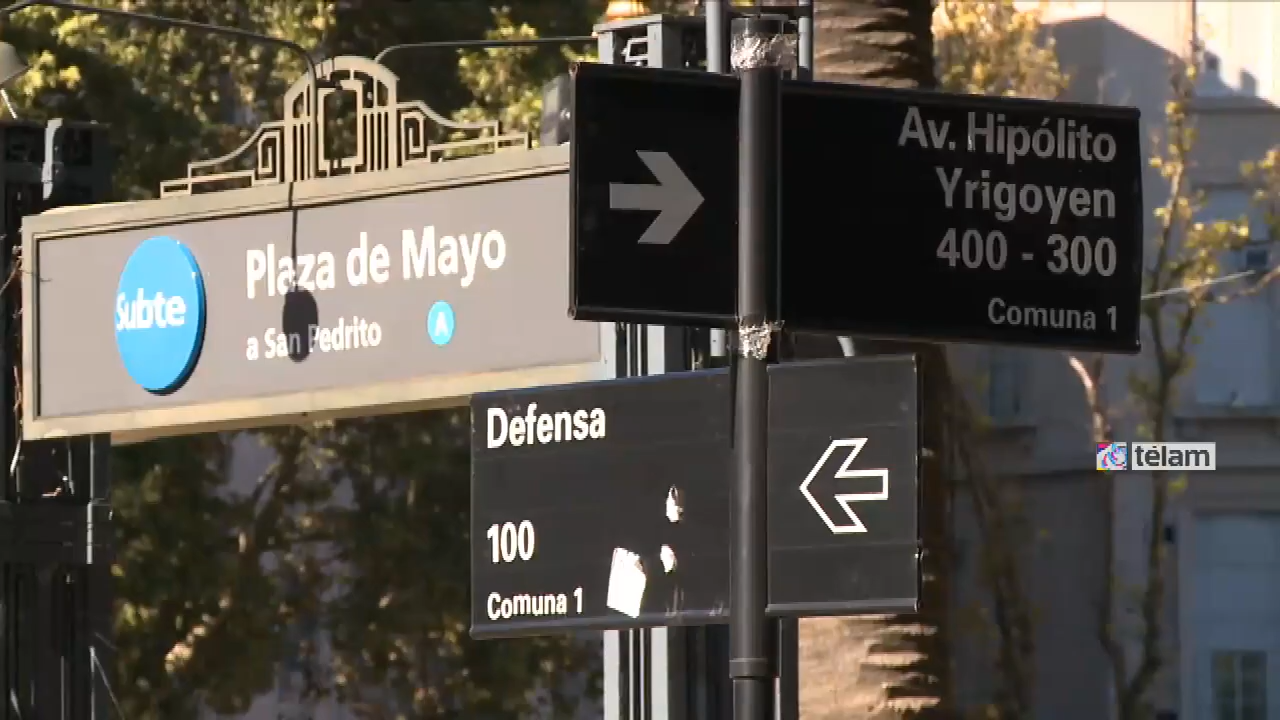 Subte
Plaza de Mayo
a San Pedrito
A
Av. Hipólito
Yrigoyen
400 - 300
Comuna 1
Defensa
100
Comuna 1
télam